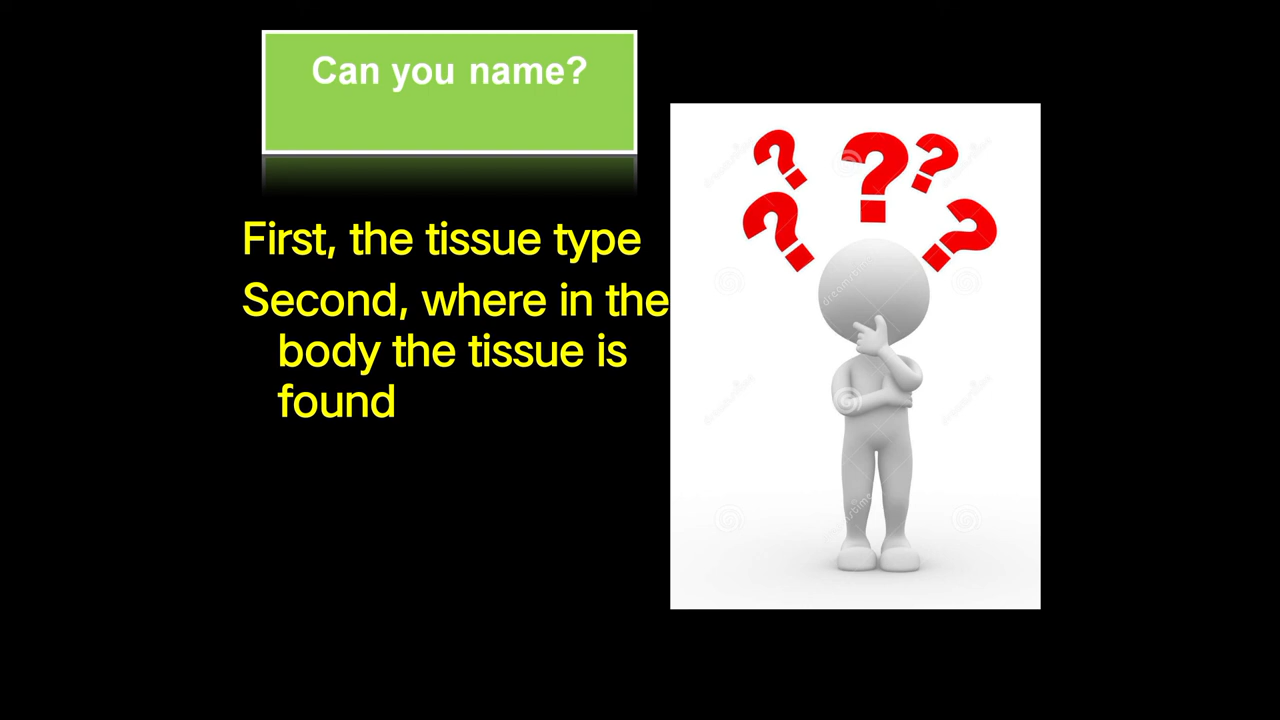 Can you name?
First, the tissue type
Second, where in the
body the tissue is
found